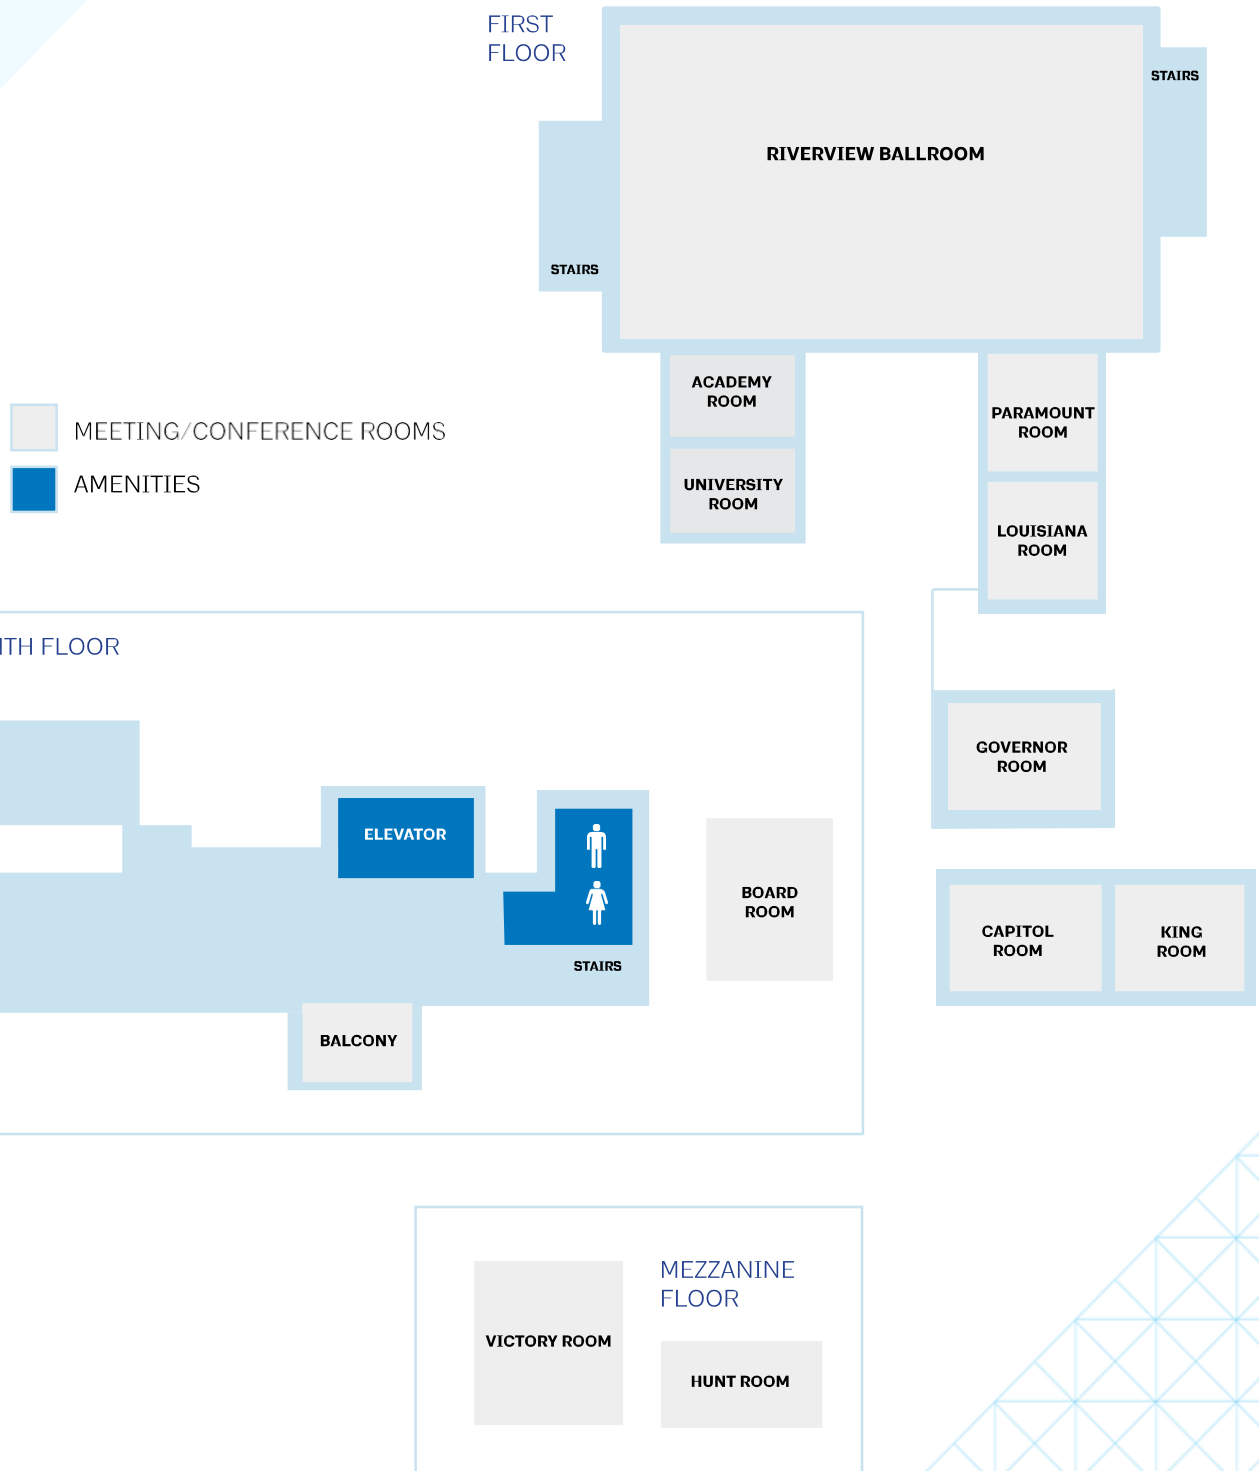 FIRST
FLOOR
STAIRS
RIVERVIEW BALLROOM
STAIRS
ACADEMY
ROOM
PARAMOUNT
ROOM
MEETING/CONFERENCE ROOMS
AMENITIES
UNIVERSITY
ROOM
LOUISIANA
ROOM
FLOOR
GOVERNOR
ROOM
ELEVATOR
BOARD
ROOM
CAPITOL
ROOM
KING
ROOM
STAIRS
BALCONY
MEZZANINE
FLOOR
VICTORY ROOM
HUNT ROOM